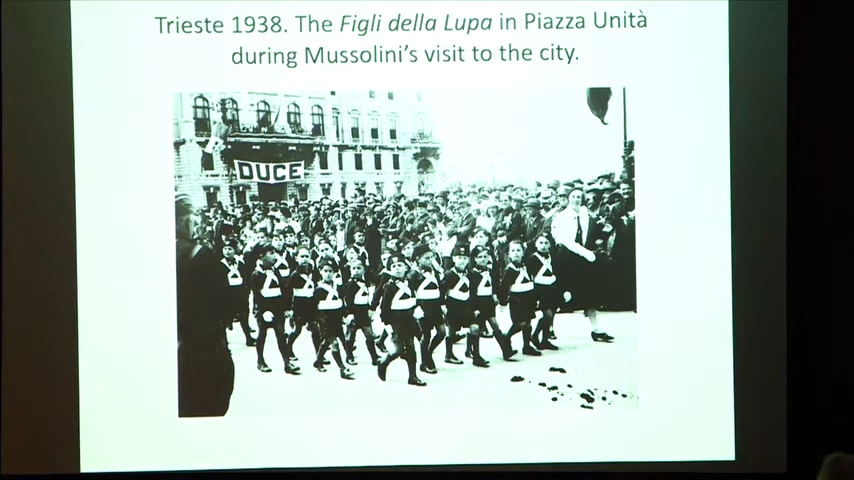 Trieste 1938. The Figli della Lupa in Piazza Unità
during Mussolini's visit to the city.
DUCE